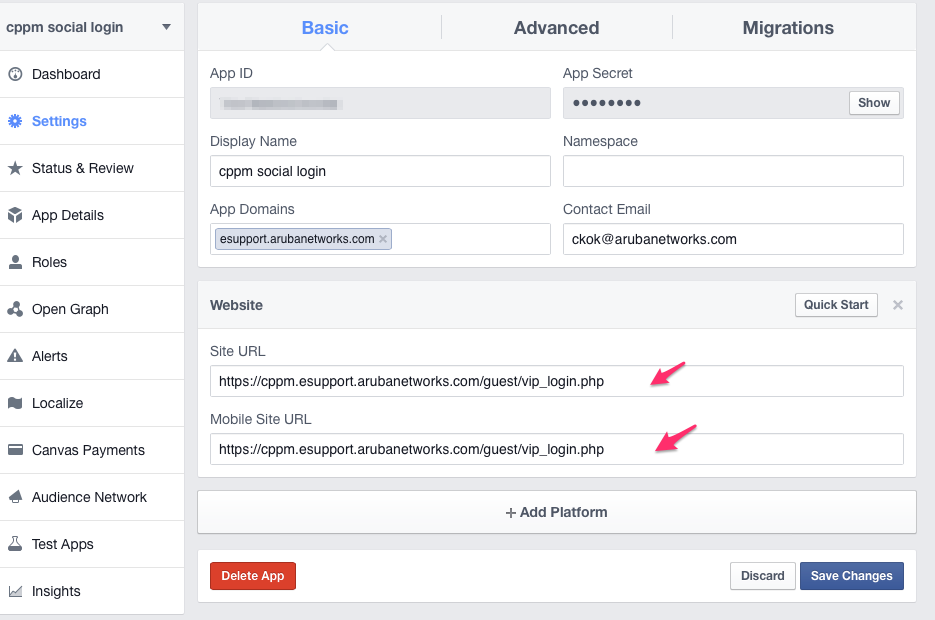 cppm social login
Dashboard
Settings
Status & Review
App Details
Roles
Open Graph
Alerts
Localize
Canvas Payments
Audience Network
Test Apps
Insights
Basic
Advanced
Migrations
App ID
App Secret
••••••••
Show
Display Name
Namespace
cppm social login
App Domains
Contact Email
esupport.arubanetworks.com ×
ckok@arubanetworks.com
Website
Quick Start ×
Site URL
https://cppm.esupport.arubanetworks.com/guest/vip_login.php
Mobile Site URL
https://cppm.esupport.arubanetworks.com/guest/vip_login.php
+ Add Platform
Delete App
Discard
Save Changes